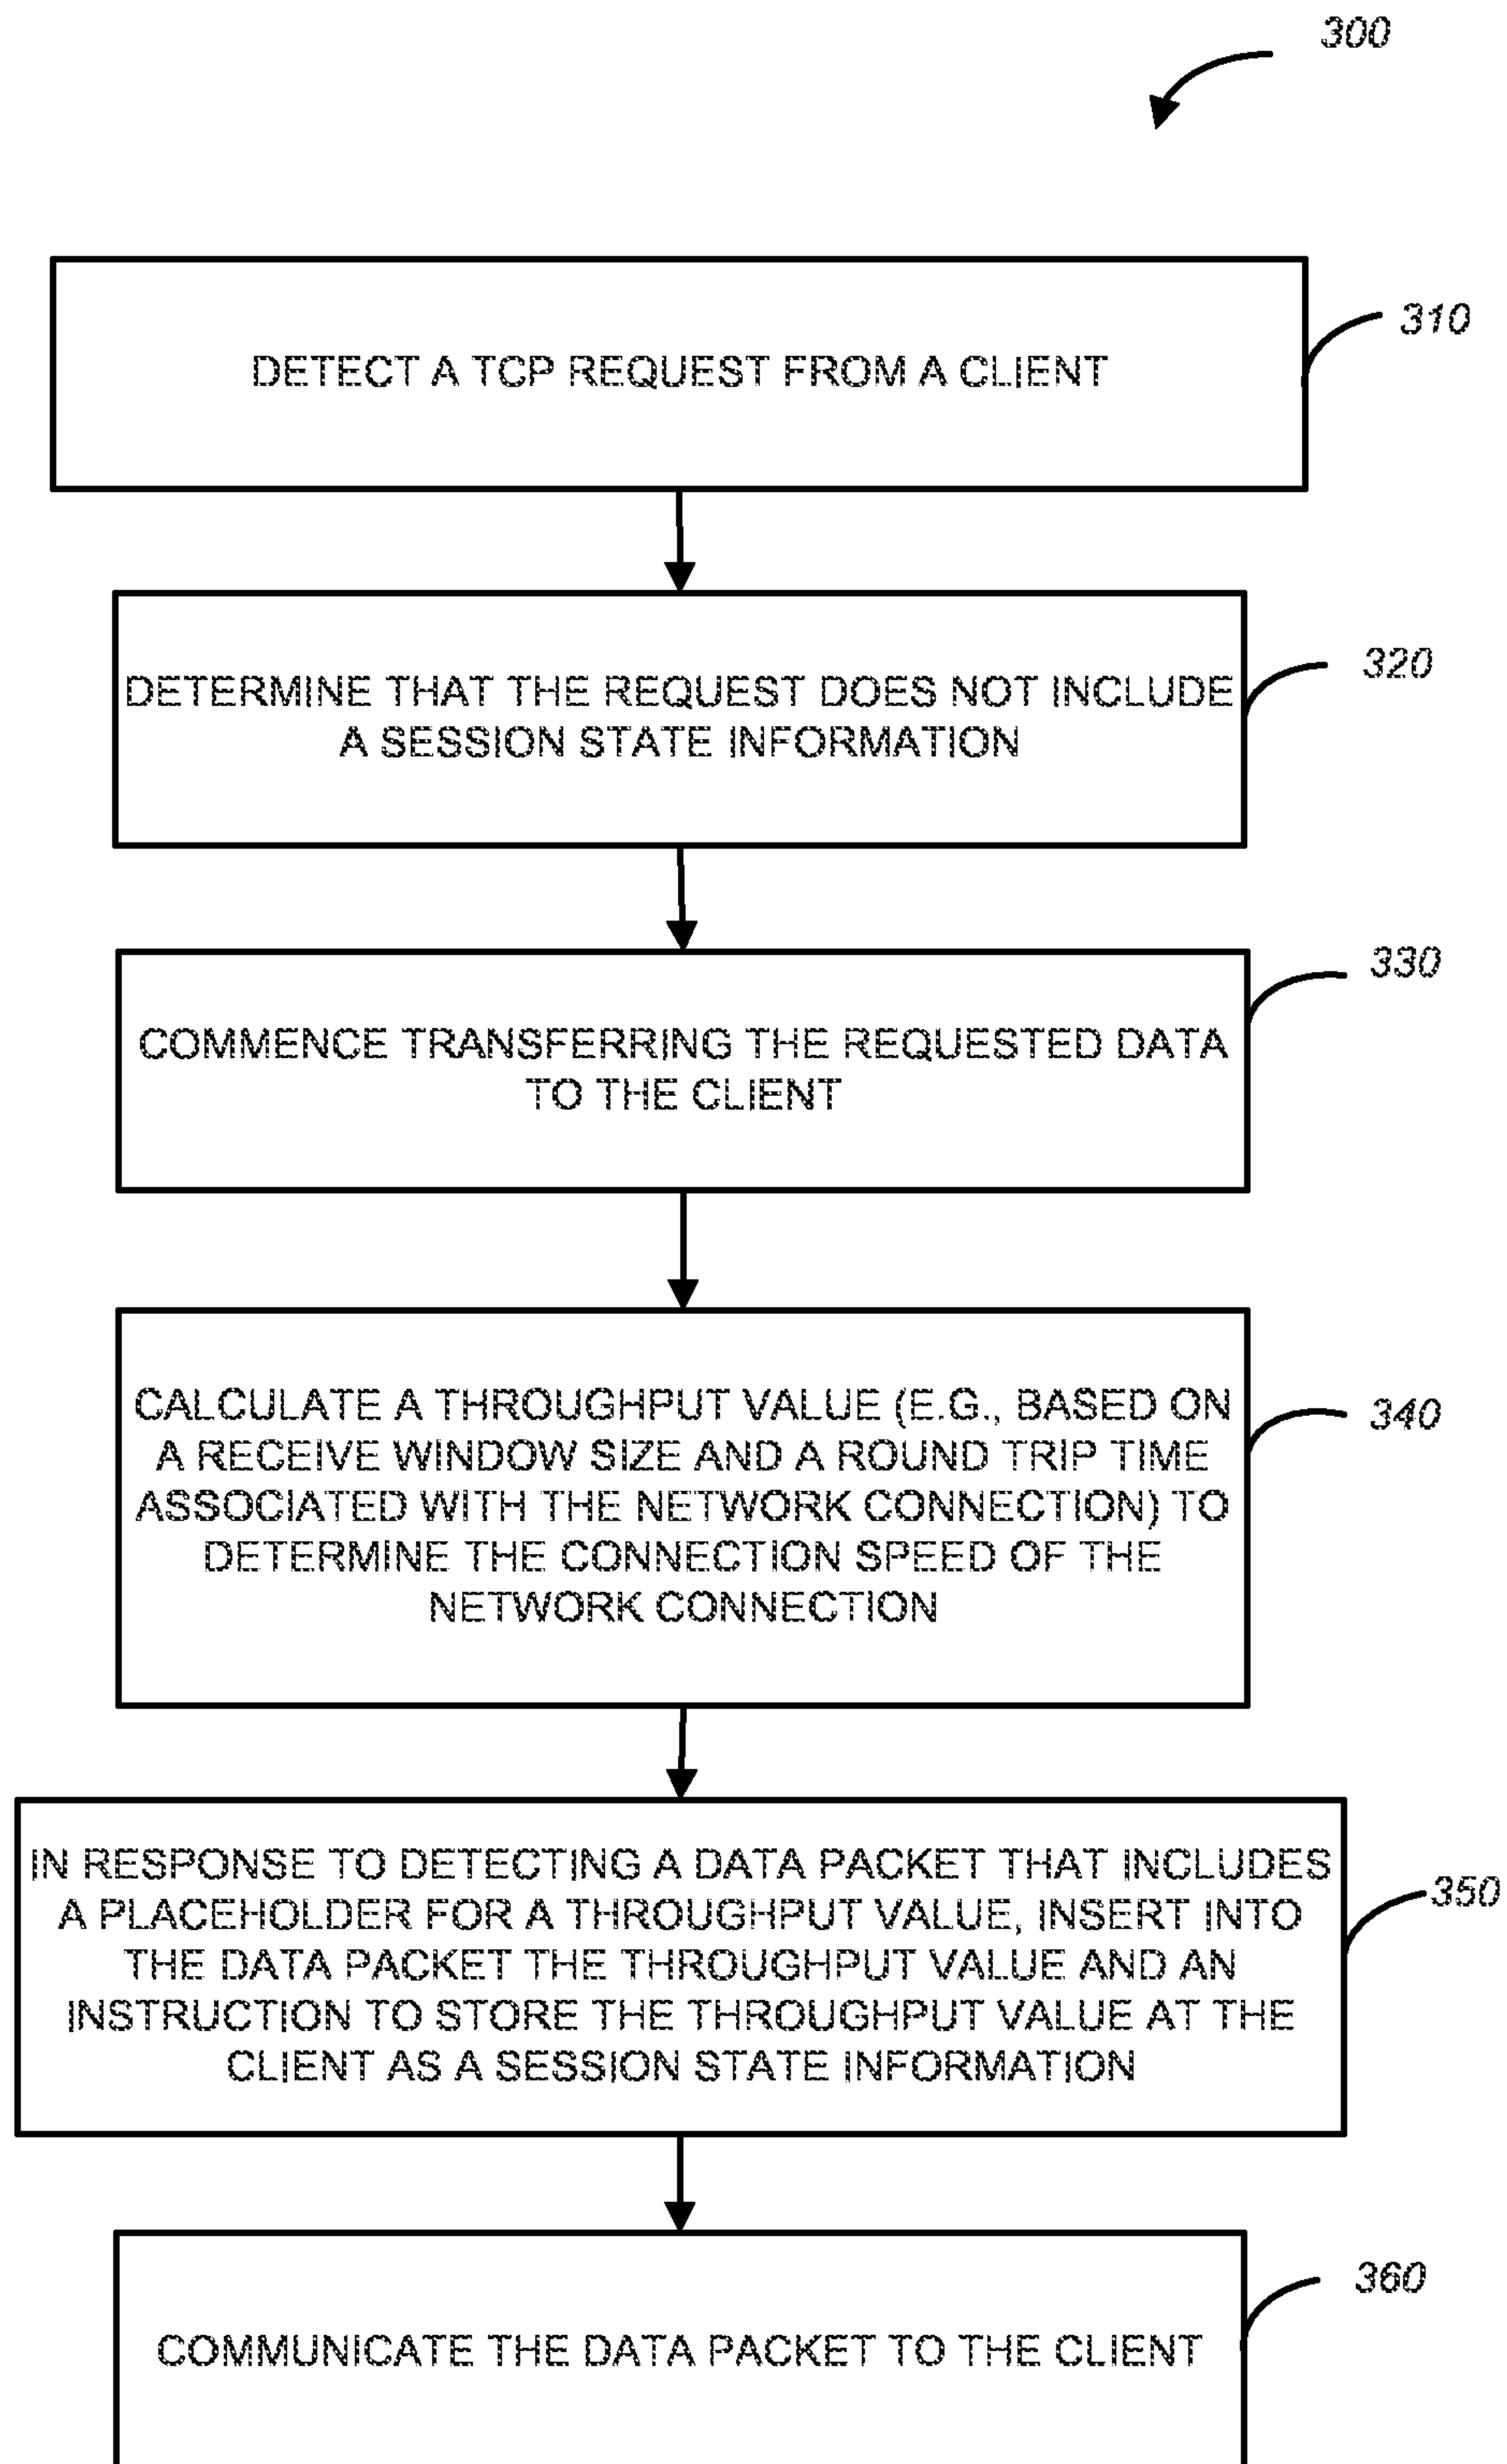 300
DETECT A TCP REQUEST FROM A CLIENT
310
DETERMINE THAT THE REQUEST DOES NOT INCLUDE
A SESSION STATE INFORMATION
320
COMMENCE TRANSFERRING THE REQUESTED DATA
TO THE CLIENT
330
CALCULATE A THROUGHPUT VALUE (E.G., BASED ON
A RECEIVE WINDOW SIZE AND A ROUND TRIP TIME
ASSOCIATED WITH THE NETWORK CONNECTION) TO
DETERMINE THE CONNECTION SPEED OF THE
NETWORK CONNECTION
340
IN RESPONSE TO DETECTING A DATA PACKET THAT INCLUDES
A PLACEHOLDER FOR A THROUGHPUT VALUE, INSERT INTO
THE DATA PACKET THE THROUGHPUT VALUE AND AN
INSTRUCTION TO STORE THE THROUGHPUT VALUE AT THE
CLIENT AS A SESSION STATE INFORMATION
350
COMMUNICATE THE DATA PACKET TO THE CLIENT
360